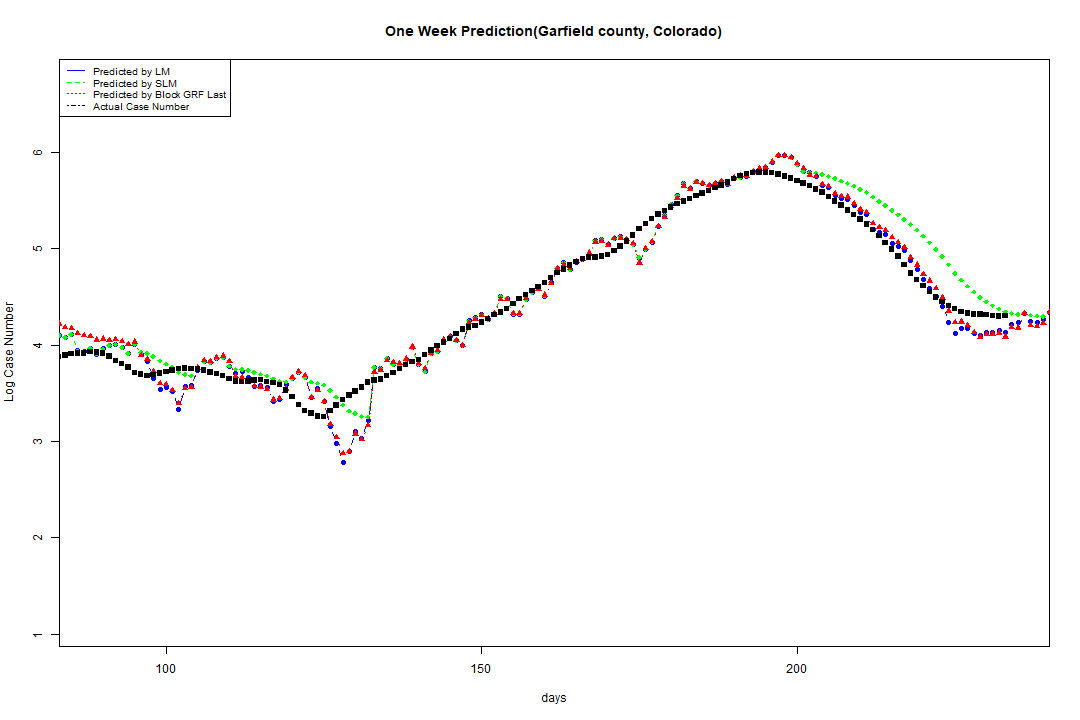 One Week Prediction(Garfield county, Colorado)
Predicted by LM
Predicted by SLM
Predicted by Block GRF Last
Actual Case Number
6
5
4
3
2
1
Log Case Number
100 150 200
days